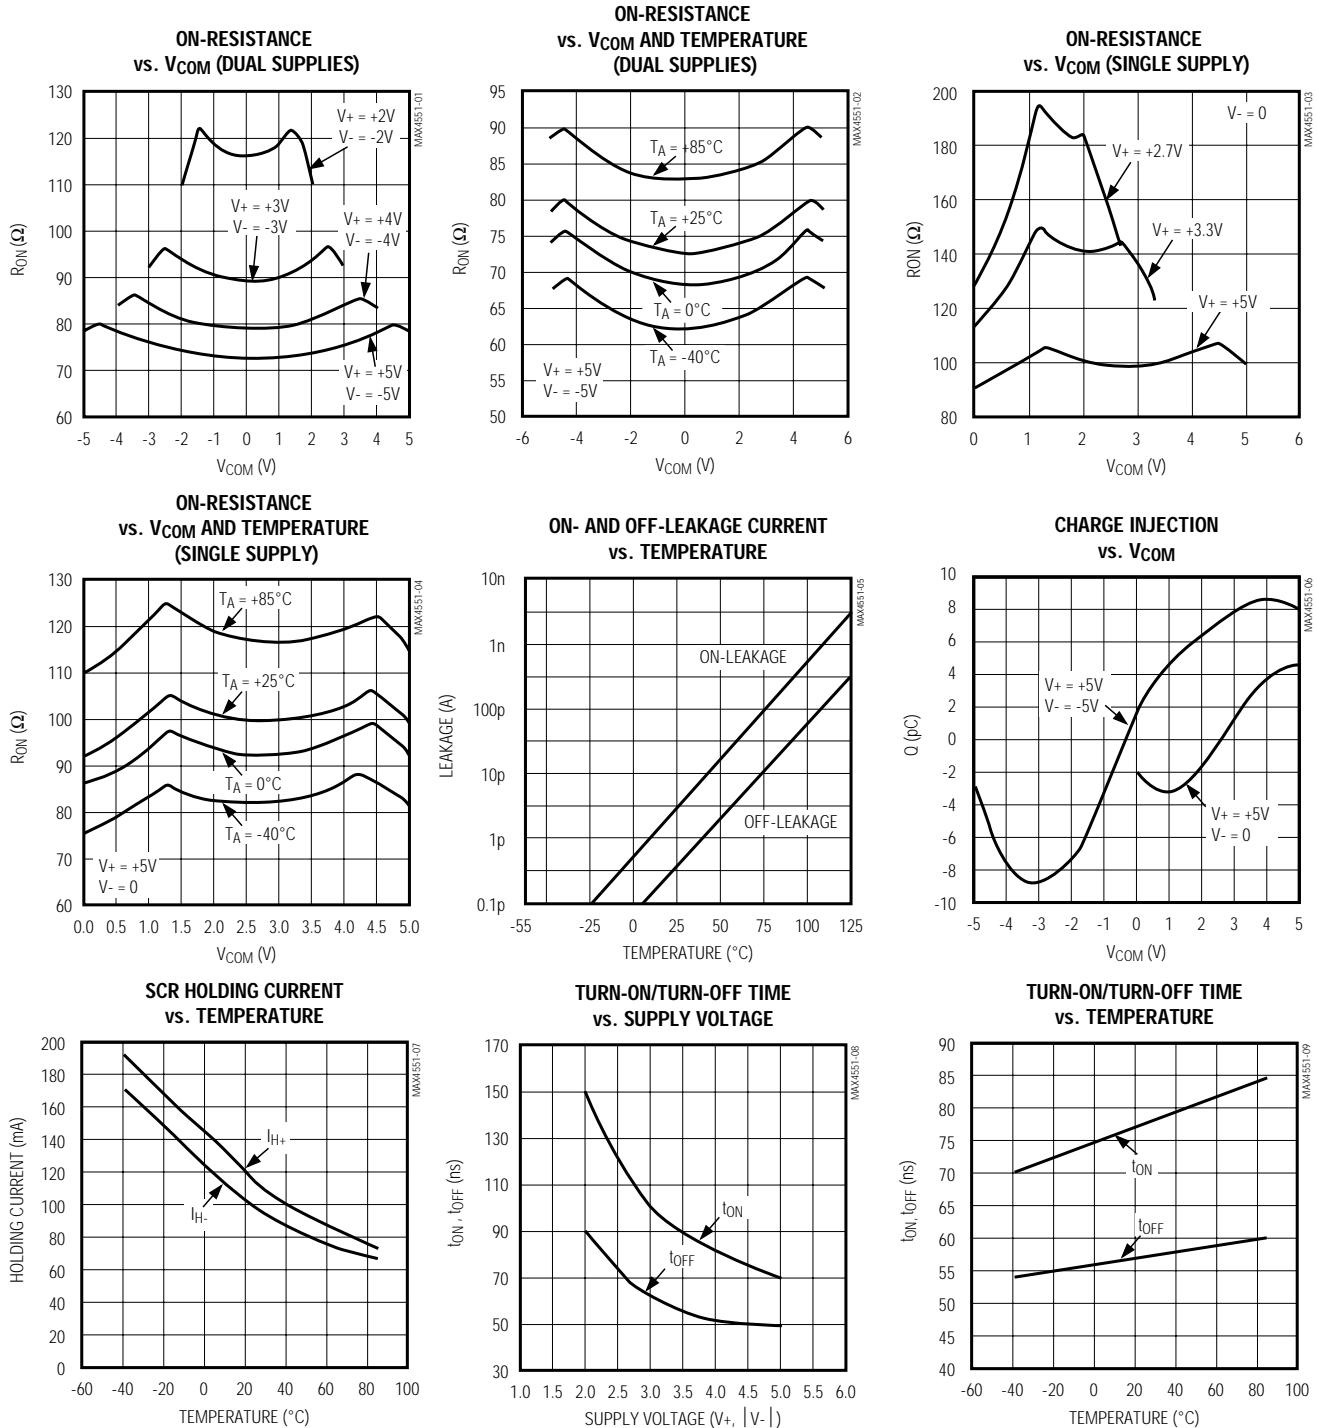 ON-RESISTANCE
vs. VCOM (DUAL SUPPLIES)
MAX4551-01
130
120
110
100
90
80
70
60
RON (Ω)
V+ = +2V
V- = -2V
V+ = +3V
V- = -3V
V+ = +4V
V- = -4V
V+ = +5V
V- = -5V
-5 -4 -3 -2 -1 0 1 2 3 4 5
VCOM (V)
ON-RESISTANCE
vs. VCOM AND TEMPERATURE
(DUAL SUPPLIES)
MAX4551-02
95
90
85
80
75
70
65
60
55
50
RON (Ω)
TA = +85°C
TA = +25°C
TA = 0°C
TA = -40°C
V+ = +5V
V- = -5V
-6 -4 -2 0 2 4 6
VCOM (V)
ON-RESISTANCE
vs. VCOM (SINGLE SUPPLY)
MAX4551-03
200
180
160
140
120
100
80
RON (Ω)
V- = 0
V+ = +2.7V
V+ = +3.3V
V+ = +5V
0 1 2 3 4 5 6
VCOM (V)
ON-RESISTANCE
vs. VCOM AND TEMPERATURE
(SINGLE SUPPLY)
MAX4551-04
130
120
110
100
90
80
70
60
RON (Ω)
TA = +85°C
TA = +25°C
TA = 0°C
TA = -40°C
V+ = +5V
V- = 0
0.0 0.5 1.0 1.5 2.0 2.5 3.0 3.5 4.0 4.5 5.0
VCOM (V)
ON- AND OFF-LEAKAGE CURRENT
vs. TEMPERATURE
MAX4551-05
10n
1n
100p
10p
1p
0.1p
LEAKAGE (A)
ON-LEAKAGE
OFF-LEAKAGE
-55 -25 0 25 50 75 100 125
TEMPERATURE (°C)
CHARGE INJECTION
vs. VCOM
MAX4551-06
10
8
6
4
2
0
-2
-4
-6
-8
-10
Q (pC)
V+ = +5V
V- = -5V
V+ = +5V
V- = 0
-5 -4 -3 -2 -1 0 1 2 3 4 5
VCOM (V)
SCR HOLDING CURRENT
vs. TEMPERATURE
MAX4551-07
200
180
160
140
120
100
80
60
40
20
0
HOLDING CURRENT (mA)
IH+
IH-
-60 -40 -20 0 20 40 60 80 100
TEMPERATURE (°C)
TURN-ON/TURN-OFF TIME
vs. SUPPLY VOLTAGE
MAX4551-08
170
150
130
110
90
70
50
30
tON, tOFF (ns)
tON
tOFF
1.0 1.5 2.0 2.5 3.0 3.5 4.0 4.5 5.0 5.5 6.0
SUPPLY VOLTAGE (V+, |V-|)
TURN-ON/TURN-OFF TIME
vs. TEMPERATURE
MAX4551-09
90
85
80
75
70
65
60
55
50
45
40
tON, tOFF (ns)
tON
tOFF
-60 -40 -20 0 20 40 60 80 100
TEMPERATURE (°C)